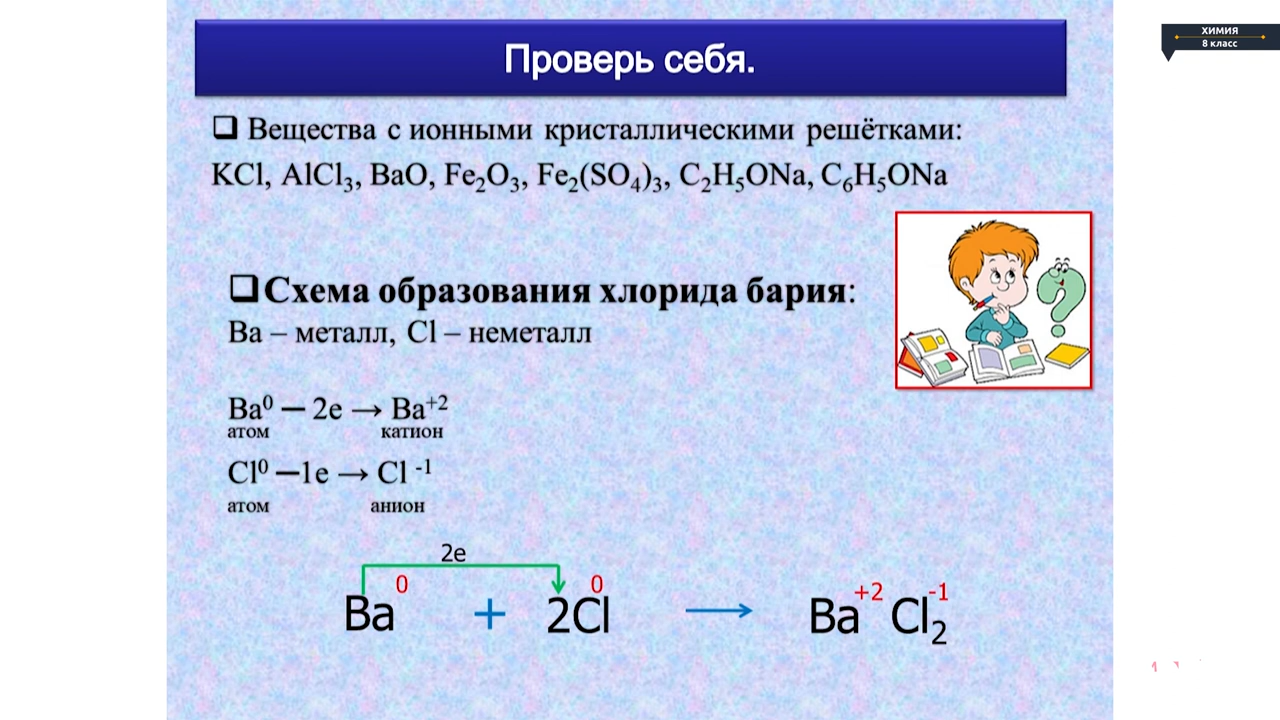 ХИМИЯ
8 класс
Проверь себя.
❑ Вещества с ионными кристаллическими решётками:
KCl, AlCl₃, BaO, Fe₂O₃, Fe₂(SO₄)₃, C₂H₅ONa, C₆H₅ONa
❑Схема образования хлорида бария:
Ba – металл, Cl – неметалл
Ba⁰ — 2e → Ba⁺²
атом катион
Cl⁰ —1e → Cl ⁻¹
атом анион
2e
0 0 +2 -1
Ba + 2Cl → Ba Cl₂